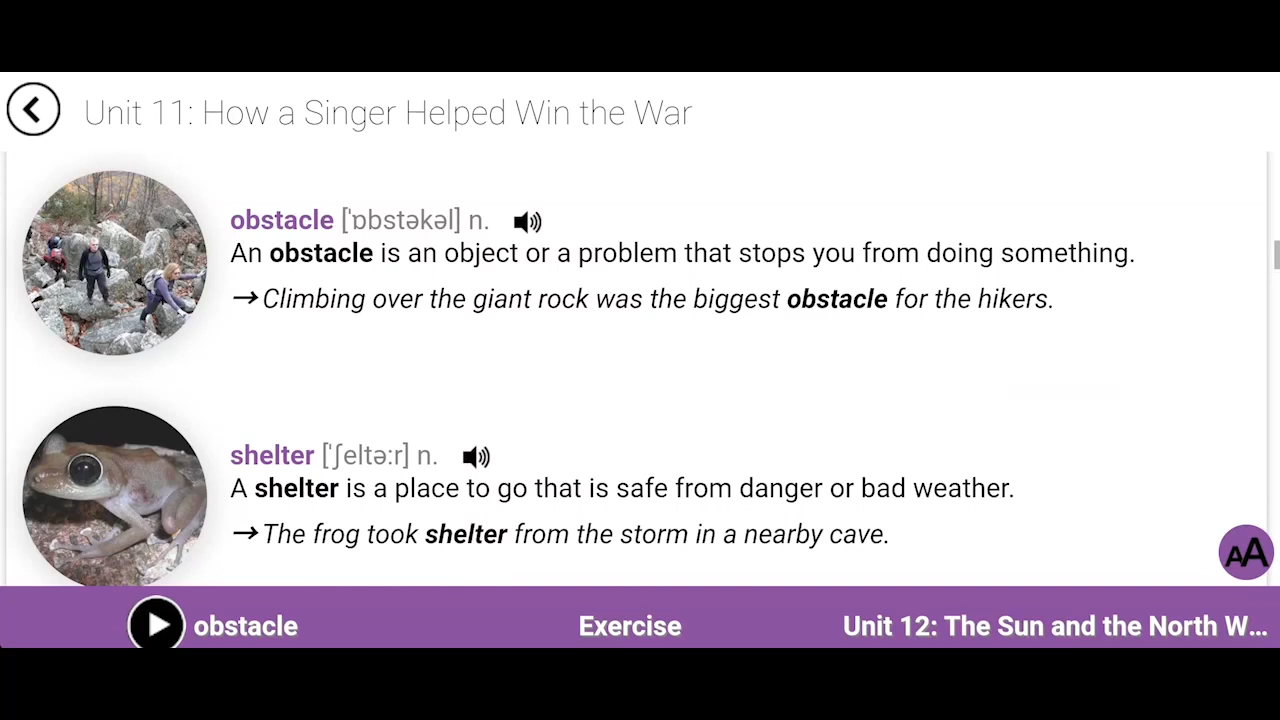 Unit 11: How a Singer Helped Win the War
obstacle [ˈɒbstəkəl] n.
An obstacle is an object or a problem that stops you from doing something.
→ Climbing over the giant rock was the biggest obstacle for the hikers.
shelter [ˈʃeltə:r] n.
A shelter is a place to go that is safe from danger or bad weather.
→ The frog took shelter from the storm in a nearby cave.
AA
obstacle
Exercise
Unit 12: The Sun and the North W...